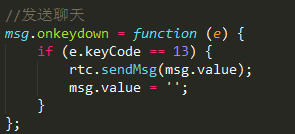 //发送聊天
msg.onkeydown = function (e) {
    if (e.keyCode == 13) {
        rtc.sendMsg(msg.value);
        msg.value = '';
    }
};